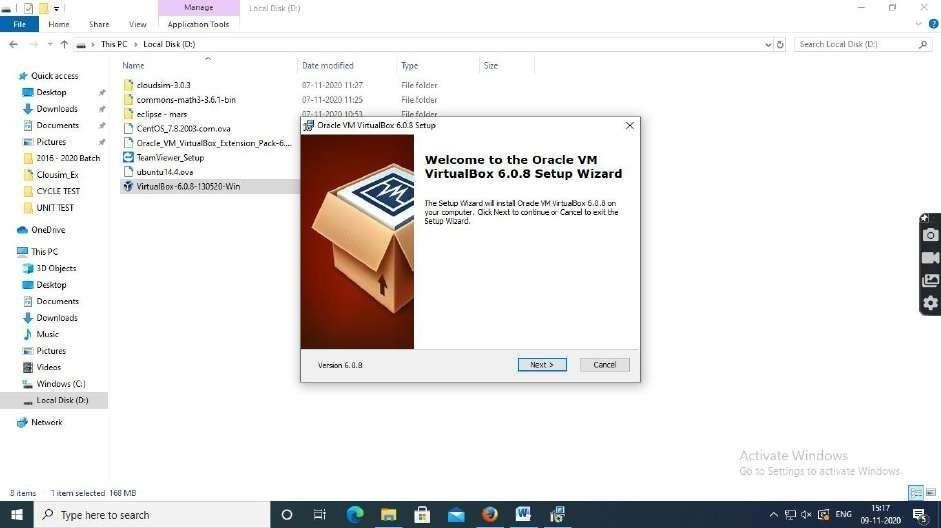 Manage
Local Disk (D:)
File
Home
Share
View
Application Tools
This PC
Local Disk (D:)
Search Local Disk (D:)
Name
Date modified
Type
Size
Quick access
Desktop
Downloads
Documents
Pictures
2016 - 2020 Batch
Clousim_Ex
CYCLE TEST
UNIT TEST
OneDrive
This PC
3D Objects
Desktop
Documents
Downloads
Music
Pictures
Videos
Windows (C:)
Local Disk (D:)
Network
cloudsim-3.0.3
07-11-2020 11:27
File folder
commons-math3-3.6.1-bin
07-11-2020 11:25
File folder
eclipse - mars
07-11-2020 10:53
File folder
CentOS_7.8.2003.com.ova
Oracle_VM_VirtualBox_Extension_Pack-6....
TeamViewer_Setup
ubuntu14.4.ova
VirtualBox-6.0.8-130520-Win
Oracle VM VirtualBox 6.0.8 Setup
Welcome to the Oracle VM
VirtualBox 6.0.8 Setup Wizard
The Setup Wizard will install Oracle VM VirtualBox 6.0.8 on
your computer. Click Next to continue or Cancel to exit the
Setup Wizard.
Version 6.0.8
Next >
Cancel
Activate Windows
Go to Settings to activate Windows.
8 items
1 item selected 168 MB
Type here to search
ENG
15:17
09-11-2020
5